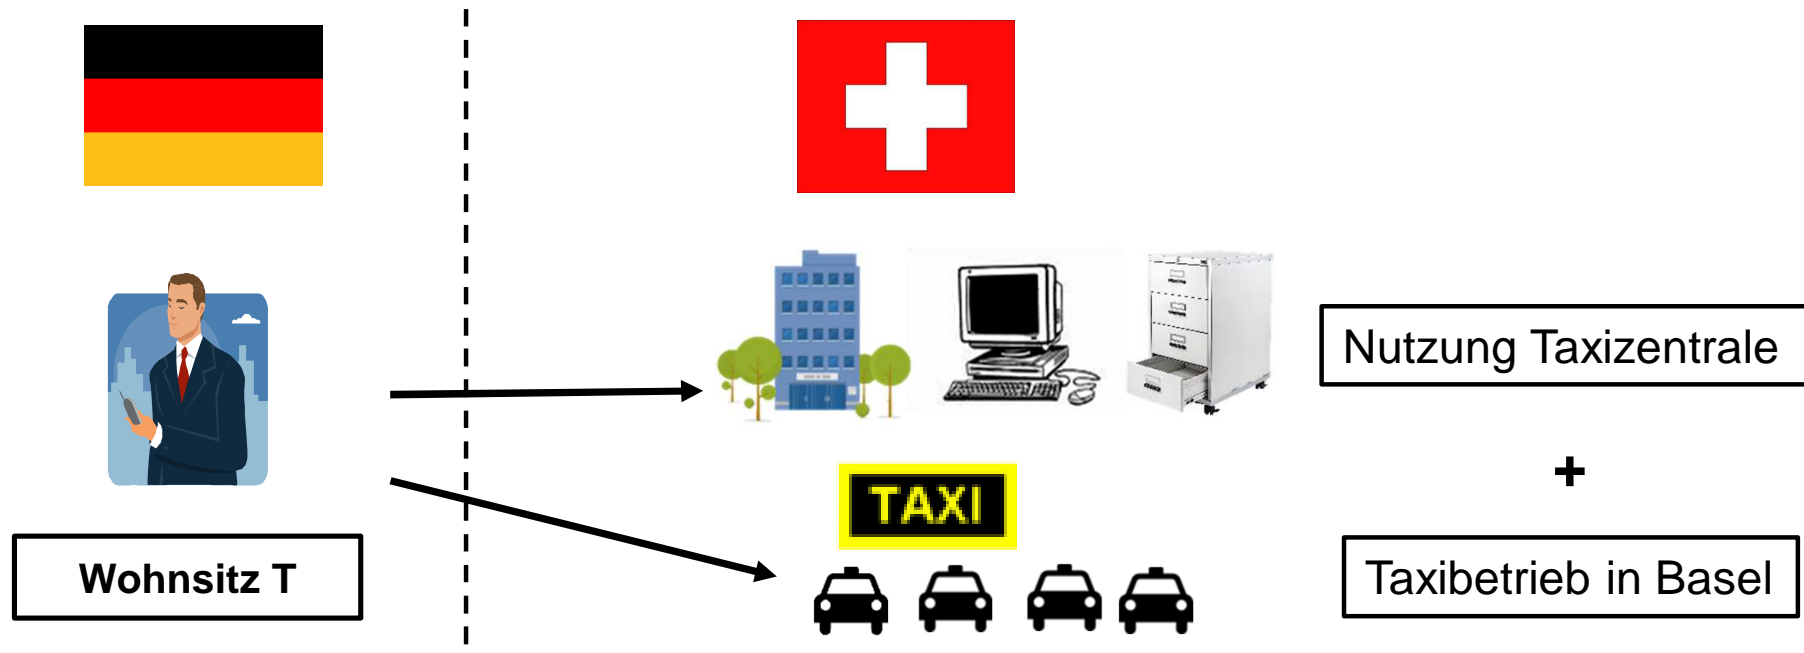 Nutzung Taxizentrale
+
TAXI
Wohnsitz T
Taxibetrieb in Basel